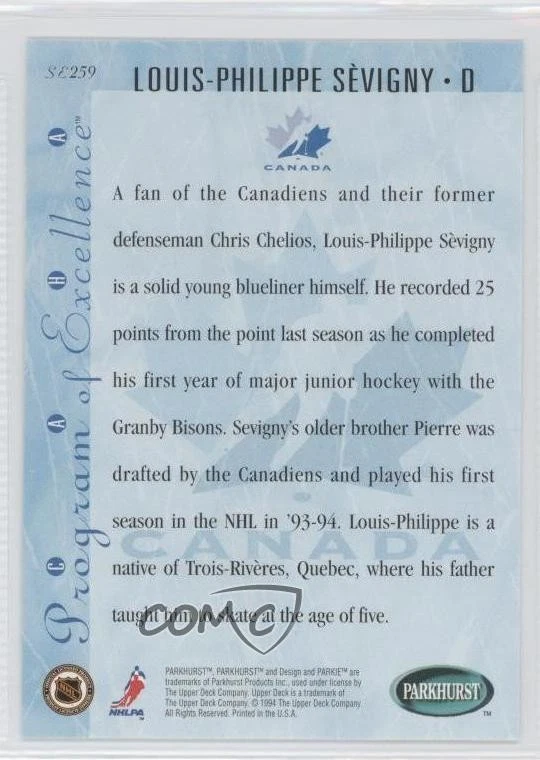 SE259
LOUIS-PHILIPPE SÈVIGNY • D
CANADA
A fan of the Canadiens and their former
defenseman Chris Chelios, Louis-Philippe Sèvigny
is a solid young blueliner himself. He recorded 25
points from the point last season as he completed
his first year of major junior hockey with the
Granby Bisons. Sevigny's older brother Pierre was
drafted by the Canadiens and played his first
season in the NHL in '93-94. Louis-Philippe is a
CANADA
native of Trois-Rivères, Quebec, where his father
taught him to skate at the age of five.
COMC
C A H A
Program of Excellence™
NHL
NHLPA™
PARKHURST™, PARKHURST™ and Design and PARKIE™ are
trademarks of Parkhurst Products Inc., used under license by
The Upper Deck Company. Upper Deck is a trademark of
The Upper Deck Company. © 1994 The Upper Deck Company
All Rights Reserved. Printed in the U.S.A.
PARKHURST™